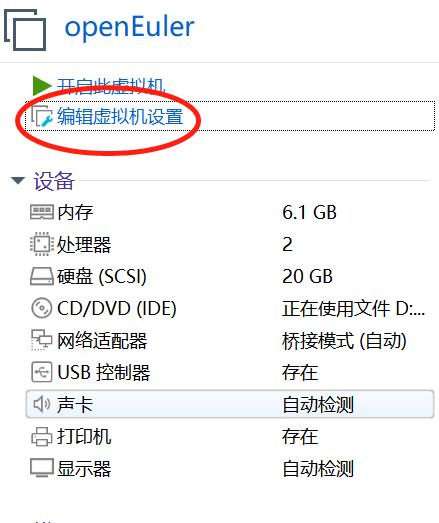 openEuler
开启此虚拟机
编辑虚拟机设置
设备
内存 6.1 GB
处理器 2
硬盘 (SCSI) 20 GB
CD/DVD (IDE) 正在使用文件 D:...
网络适配器 桥接模式 (自动)
USB 控制器 存在
声卡 自动检测
打印机 存在
显示器 自动检测